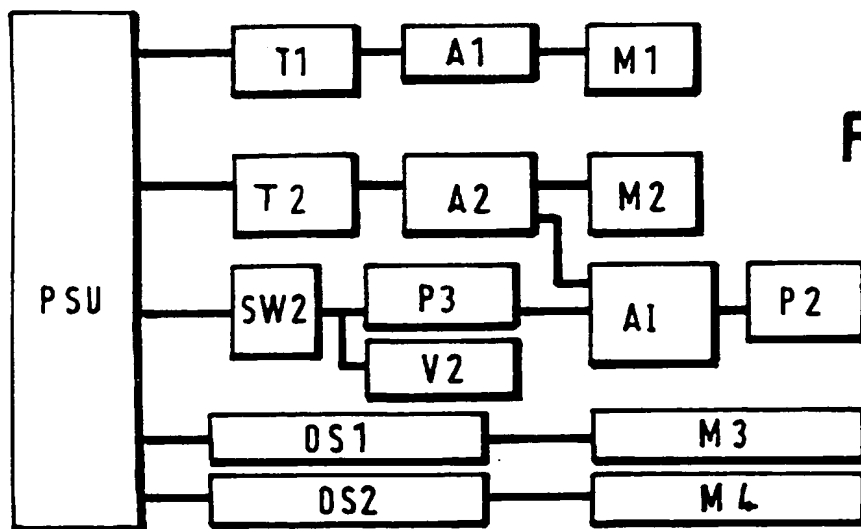 T1 A1 M1
F
T2 A2 M2
PSU SW2 P3 AI P2
V2
DS1 M3
DS2 M4